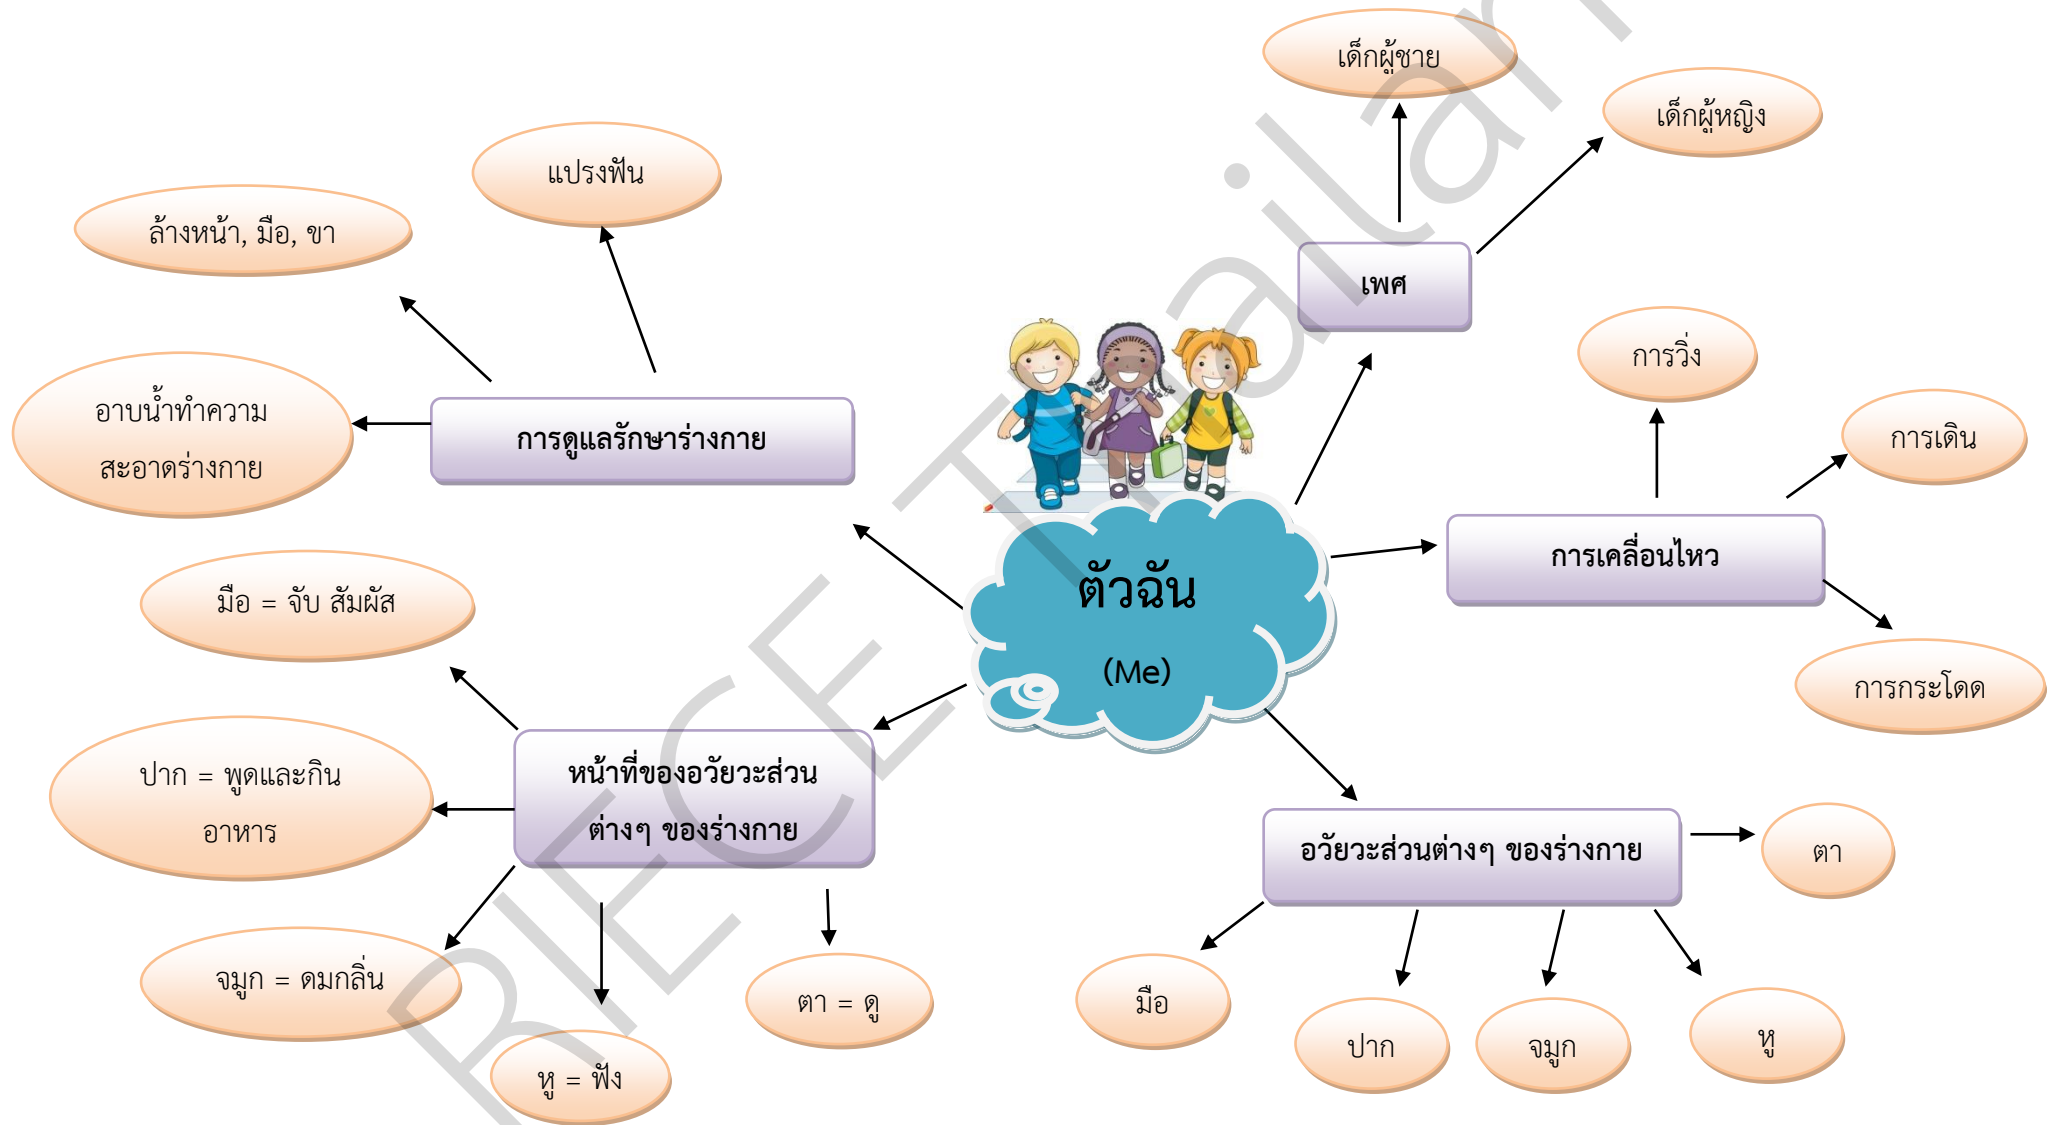 เด็กผู้ชาย
เด็กผู้หญิง
แปรงฟัน
ล้างหน้า, มือ, ขา
เพศ
การวิ่ง
อาบน้ำทำความ
สะอาดร่างกาย
การดูแลรักษาร่างกาย
การเดิน
การเคลื่อนไหว
ตัวฉัน
(Me)
มือ = จับ สัมผัส
การกระโดด
ปาก = พูดและกิน
อาหาร
หน้าที่ของอวัยวะส่วน
ต่างๆ ของร่างกาย
อวัยวะส่วนต่างๆ ของร่างกาย
ตา
จมูก = ดมกลิ่น
ตา = ดู
หู = ฟัง
มือ
ปาก
จมูก
หู
RIECE Thailan